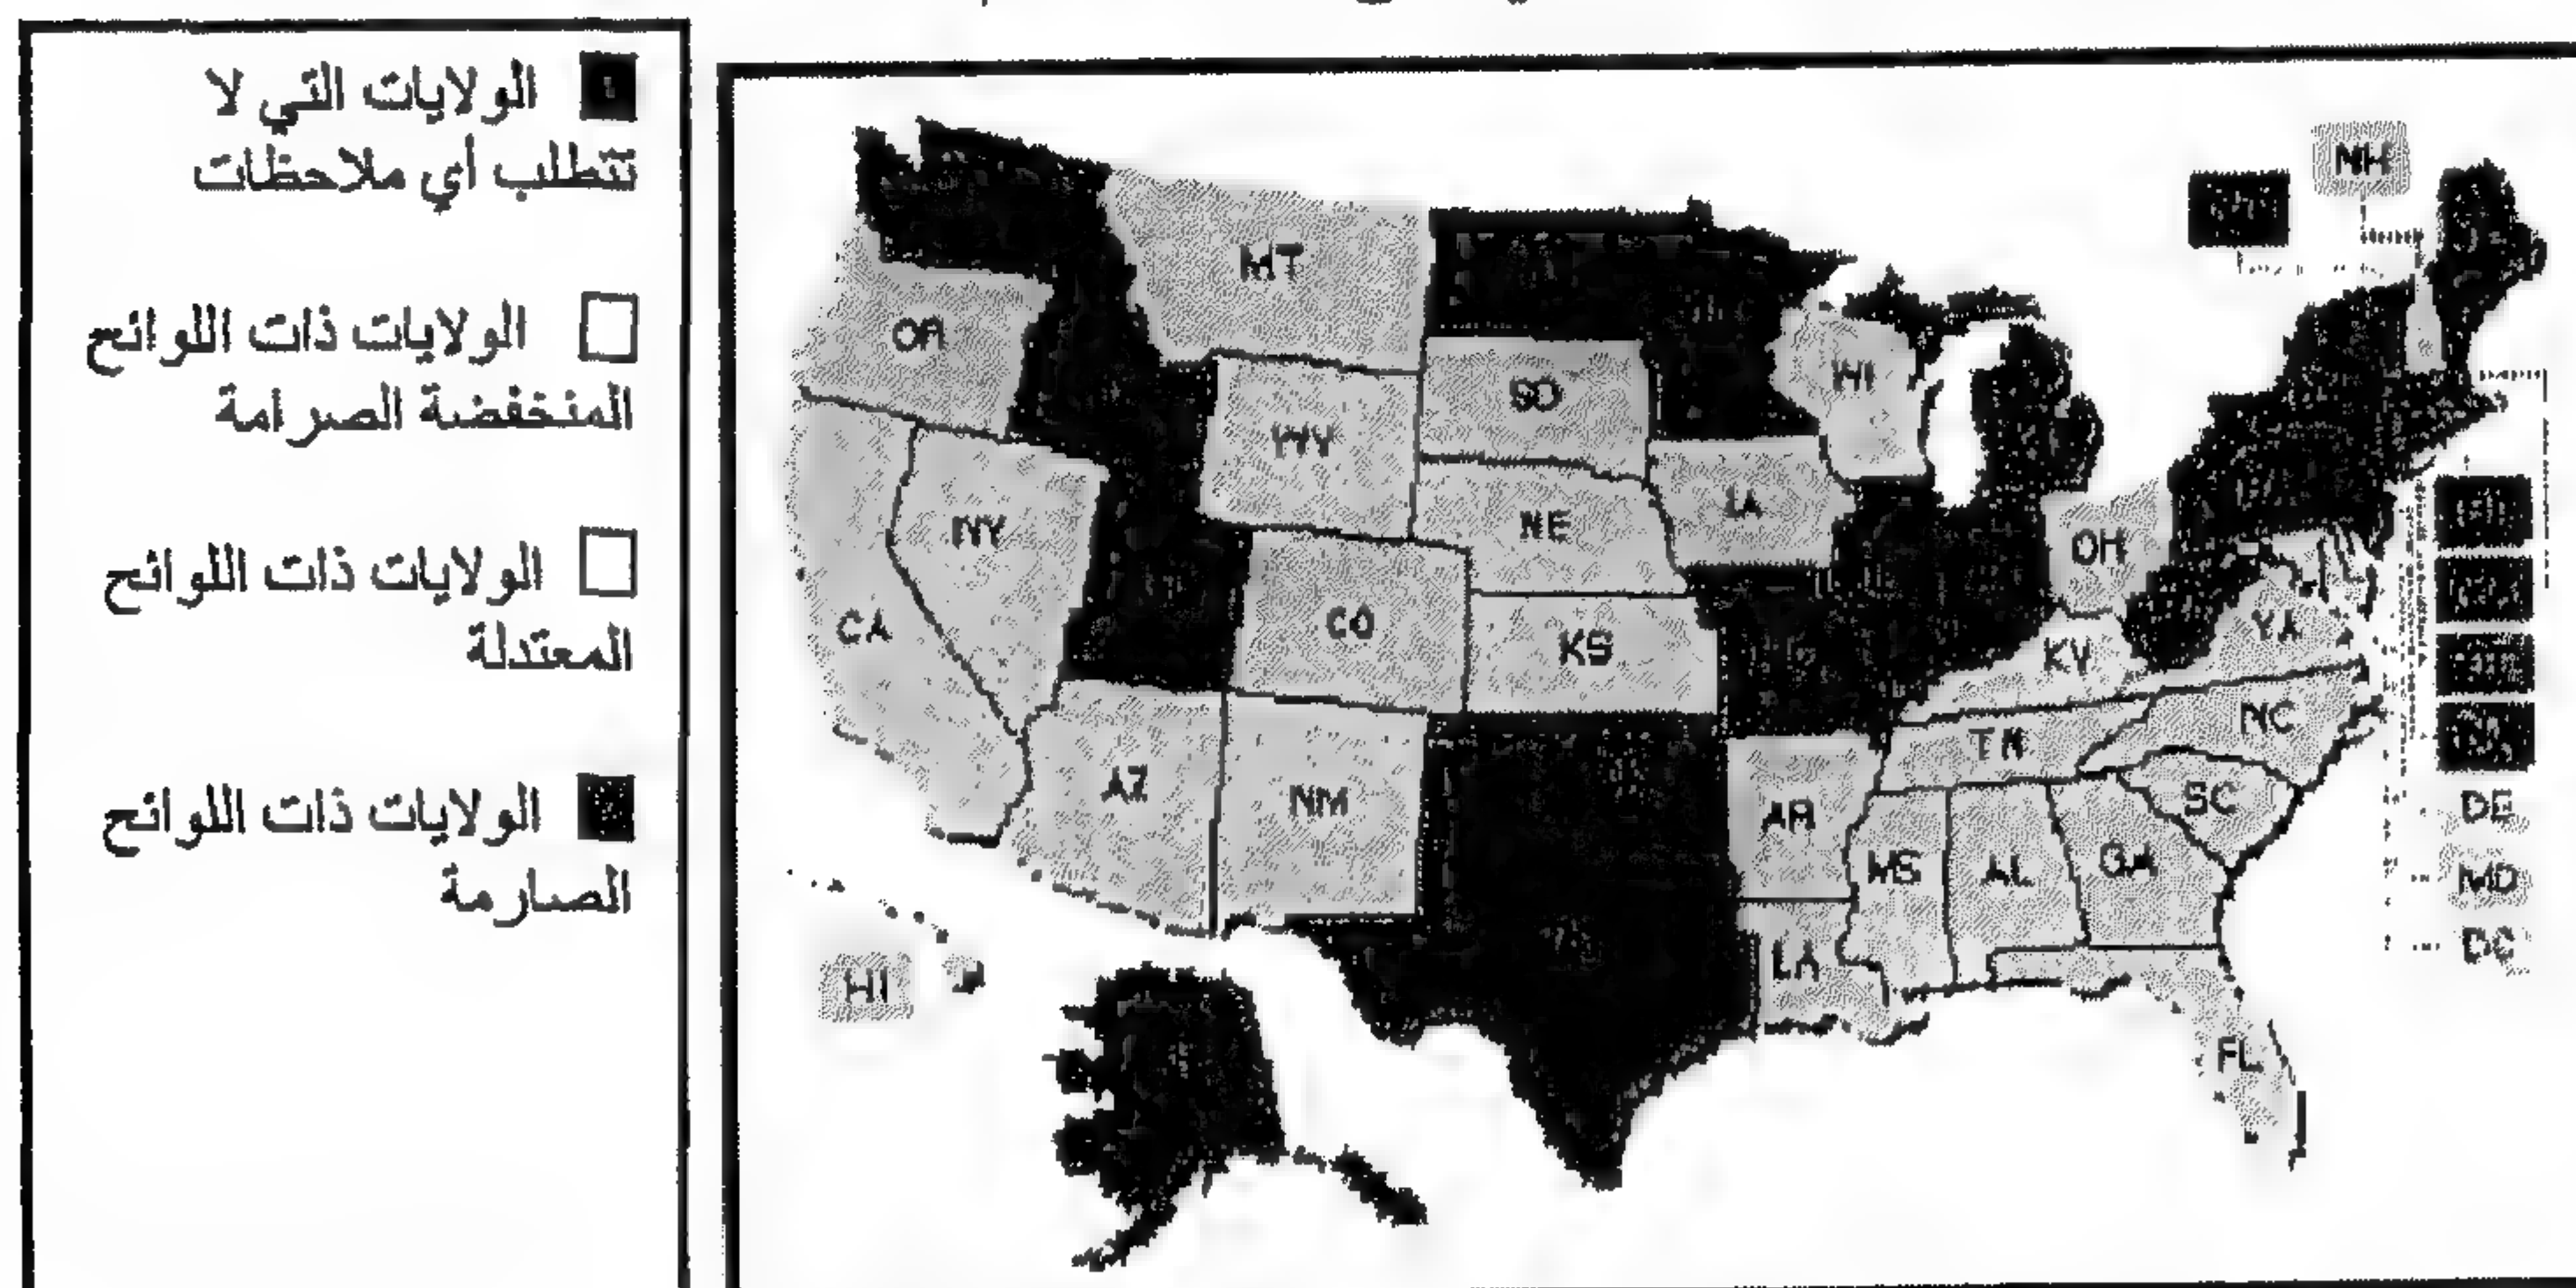 الولايات التي لا
تتطلب أي ملاحظات
الولايات ذات اللوائح
المنخفضة الصرامة
الولايات ذات اللوائح
المعتدلة
الولايات ذات اللوائح
الصارمة
NH
MT
OR
SD
WI
WY
NV
NE
IA
OH
CA
CO
KS
KY
VA
NC
TN
AZ
NM
AR
SC
MS
AL
GA
DE
MD
DC
LA
HI
FL